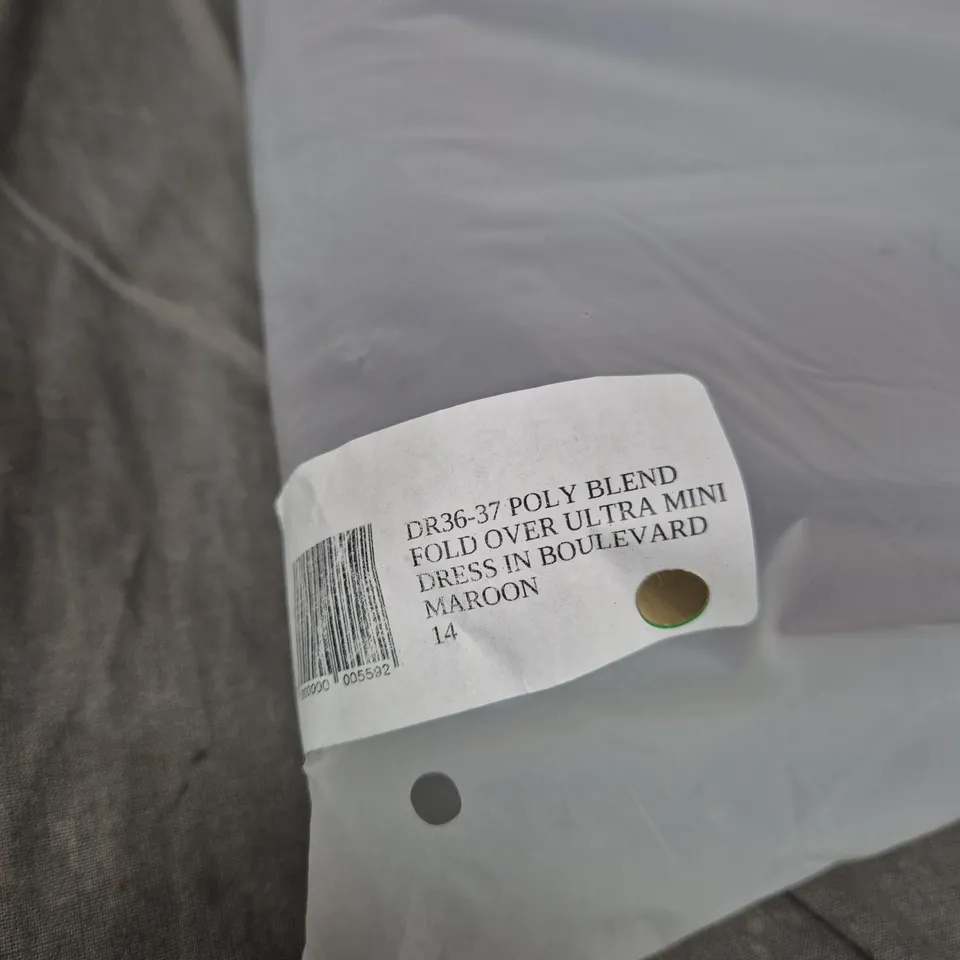 DR36-37 POLY BLEND
FOLD OVER ULTRA MINI
DRESS IN BOULEVARD
MAROON
14
005592